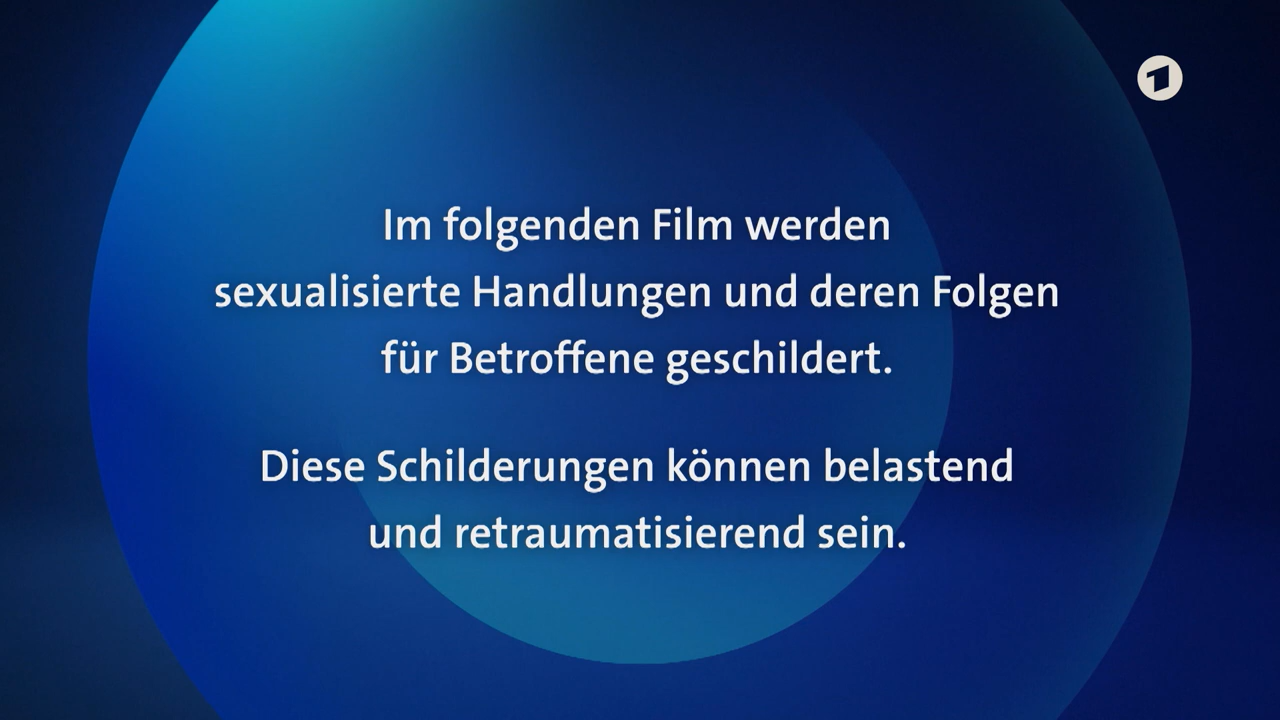 Im folgenden Film werden
sexualisierte Handlungen und deren Folgen
für Betroffene geschildert.
Diese Schilderungen können belastend
und retraumatisierend sein.